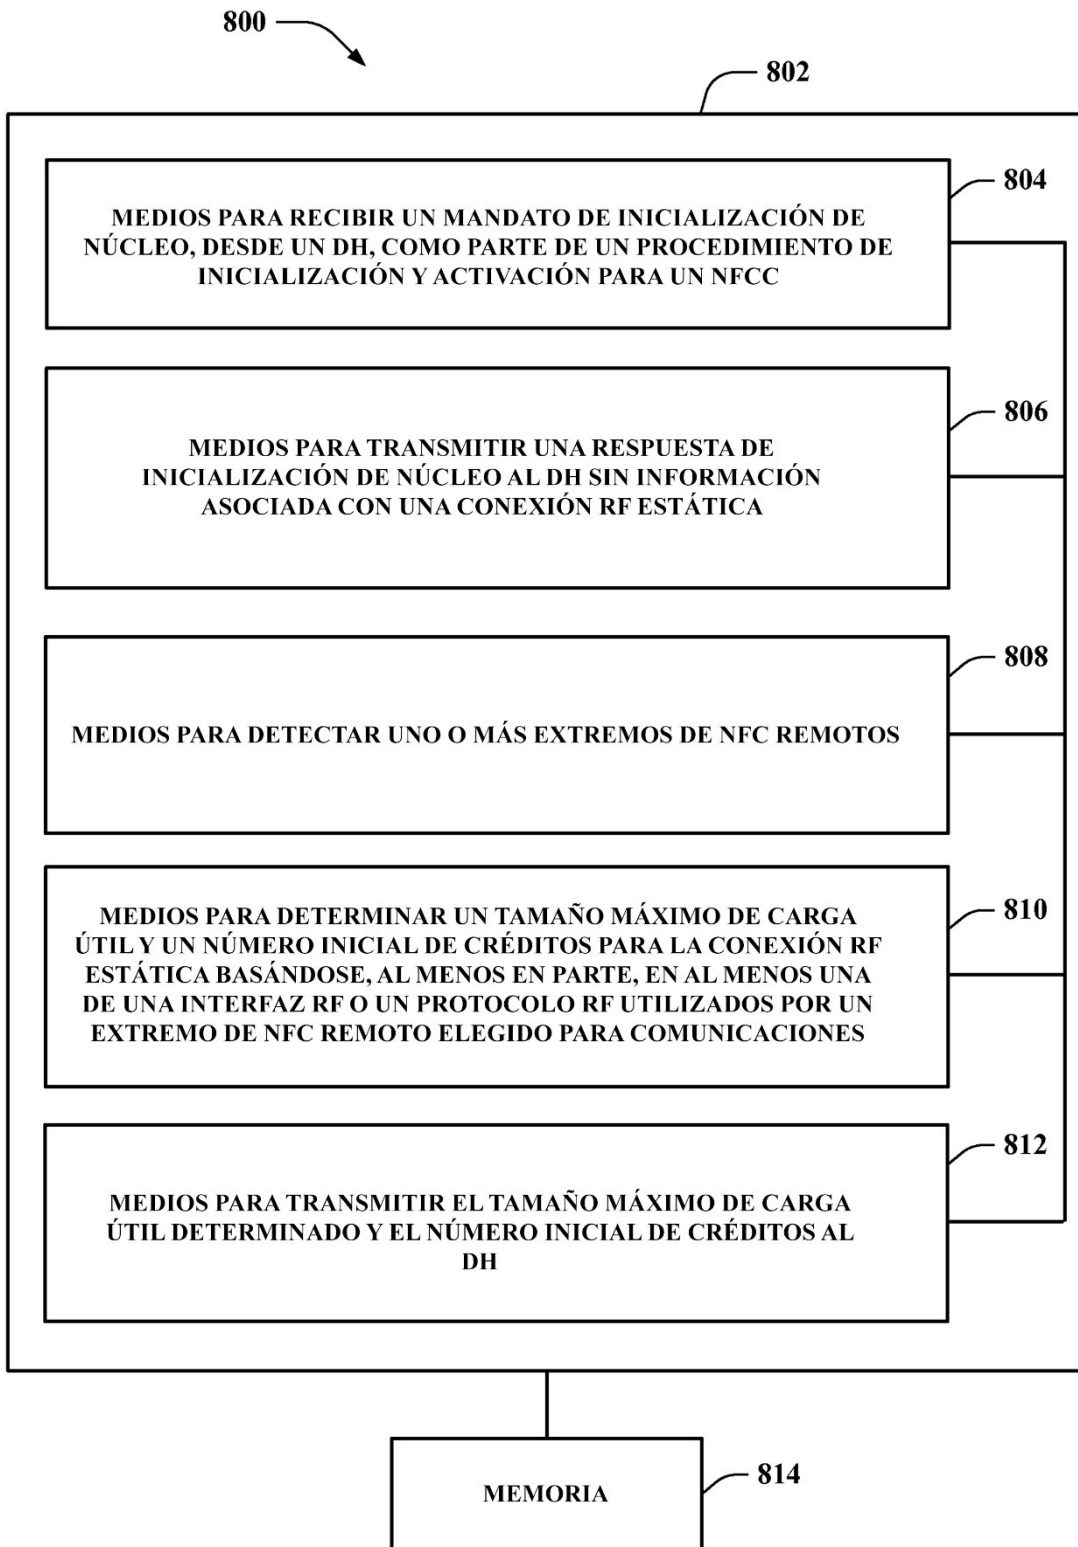 800
802
804
MEDIOS PARA RECIBIR UN MANDATO DE INICIALIZACIÓN DE
NÚCLEO, DESDE UN DH, COMO PARTE DE UN PROCEDIMIENTO DE
INICIALIZACIÓN Y ACTIVACIÓN PARA UN NFCC
806
MEDIOS PARA TRANSMITIR UNA RESPUESTA DE
INICIALIZACIÓN DE NÚCLEO AL DH SIN INFORMACIÓN
ASOCIADA CON UNA CONEXIÓN RF ESTÁTICA
808
MEDIOS PARA DETECTAR UNO O MÁS EXTREMOS DE NFC REMOTOS
810
MEDIOS PARA DETERMINAR UN TAMAÑO MÁXIMO DE CARGA
ÚTIL Y UN NÚMERO INICIAL DE CRÉDITOS PARA LA CONEXIÓN RF
ESTÁTICA BASÁNDOSE, AL MENOS EN PARTE, EN AL MENOS UNA
DE UNA INTERFAZ RF O UN PROTOCOLO RF UTILIZADOS POR UN
EXTREMO DE NFC REMOTO ELEGIDO PARA COMUNICACIONES
812
MEDIOS PARA TRANSMITIR EL TAMAÑO MÁXIMO DE CARGA
ÚTIL DETERMINADO Y EL NÚMERO INICIAL DE CRÉDITOS AL
DH
814
MEMORIA